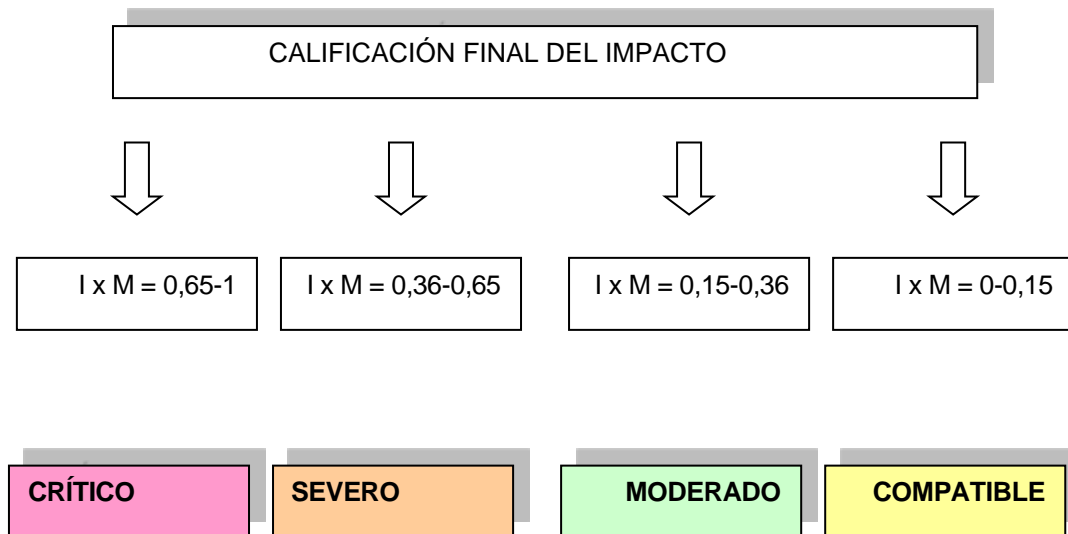 CALIFICACIÓN FINAL DEL IMPACTO
I x M = 0,65-1
I x M = 0,36-0,65
I x M = 0,15-0,36
I x M = 0-0,15
CRÍTICO
SEVERO
MODERADO
COMPATIBLE